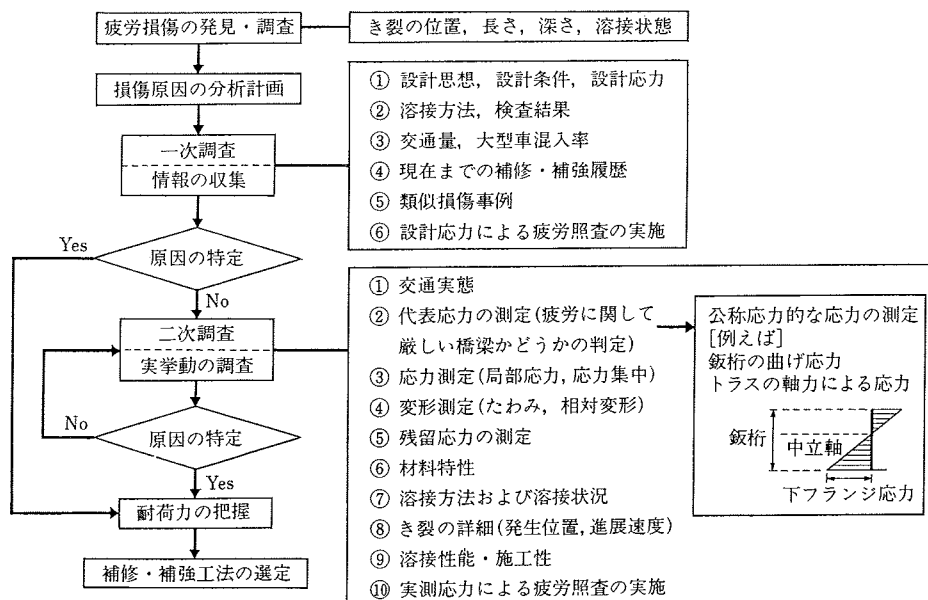 疲労損傷の発見・調査
き裂の位置, 長さ, 深さ, 溶接状態
損傷原因の分析計画
一次調査
情報の収集
① 設計思想, 設計条件, 設計応力
② 溶接方法, 検査結果
③ 交通量, 大型車混入率
④ 現在までの補修・補強履歴
⑤ 類似損傷事例
⑥ 設計応力による疲労照査の実施
Yes
原因の特定
No
二次調査
実挙動の調査
① 交通実態
② 代表応力の測定(疲労に関して
厳しい橋梁かどうかの判定)
③ 応力測定(局部応力, 応力集中)
④ 変形測定(たわみ, 相対変形)
⑤ 残留応力の測定
⑥ 材料特性
⑦ 溶接方法および溶接状況
⑧ き裂の詳細(発生位置, 進展速度)
⑨ 溶接性能・施工性
⑩ 実測応力による疲労照査の実施
公称応力的な応力の測定
[例えば]
鈑桁の曲げ応力
トラスの軸力による応力
鈑桁
中立軸
下フランジ応力
No
原因の特定
Yes
耐荷力の把握
補修・補強工法の選定